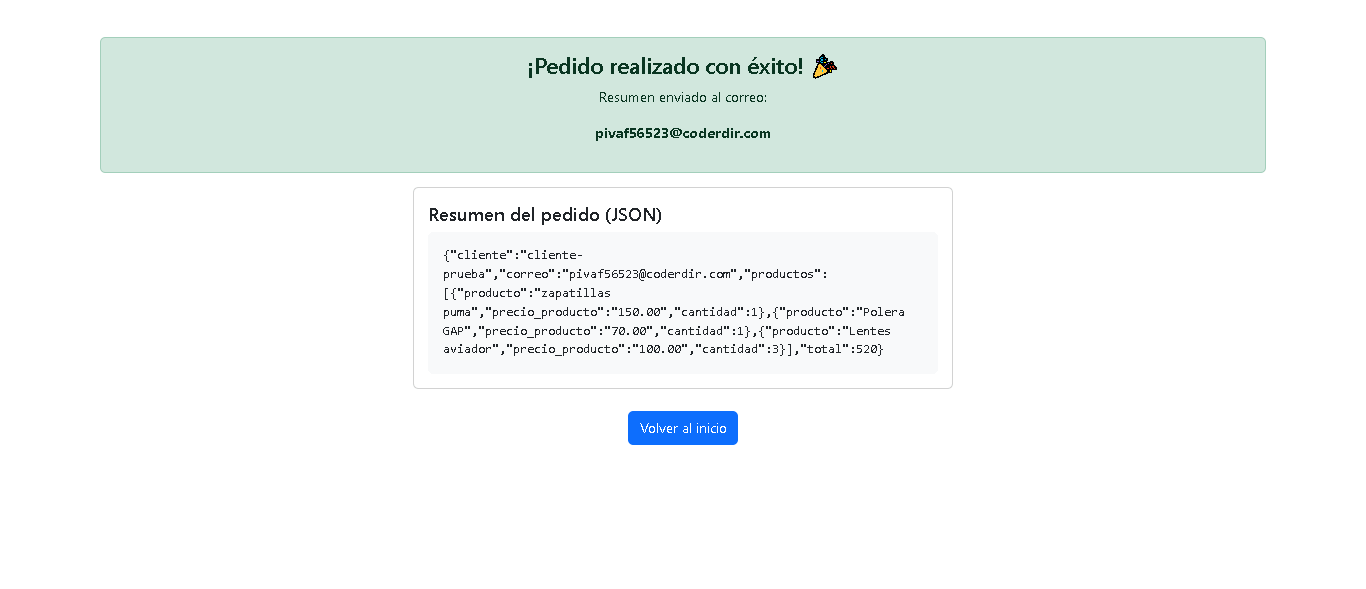 ¡Pedido realizado con éxito! 🎉
Resumen enviado al correo:
pivaf56523@coderdir.com
Resumen del pedido (JSON)
{"cliente":"cliente-
prueba","correo":"pivaf56523@coderdir.com","productos":
[{"producto":"zapatillas
puma","precio_producto":"150.00","cantidad":1},{"producto":"Polera
GAP","precio_producto":"70.00","cantidad":1},{"producto":"Lentes
aviador","precio_producto":"100.00","cantidad":3}],"total":520}
Volver al inicio